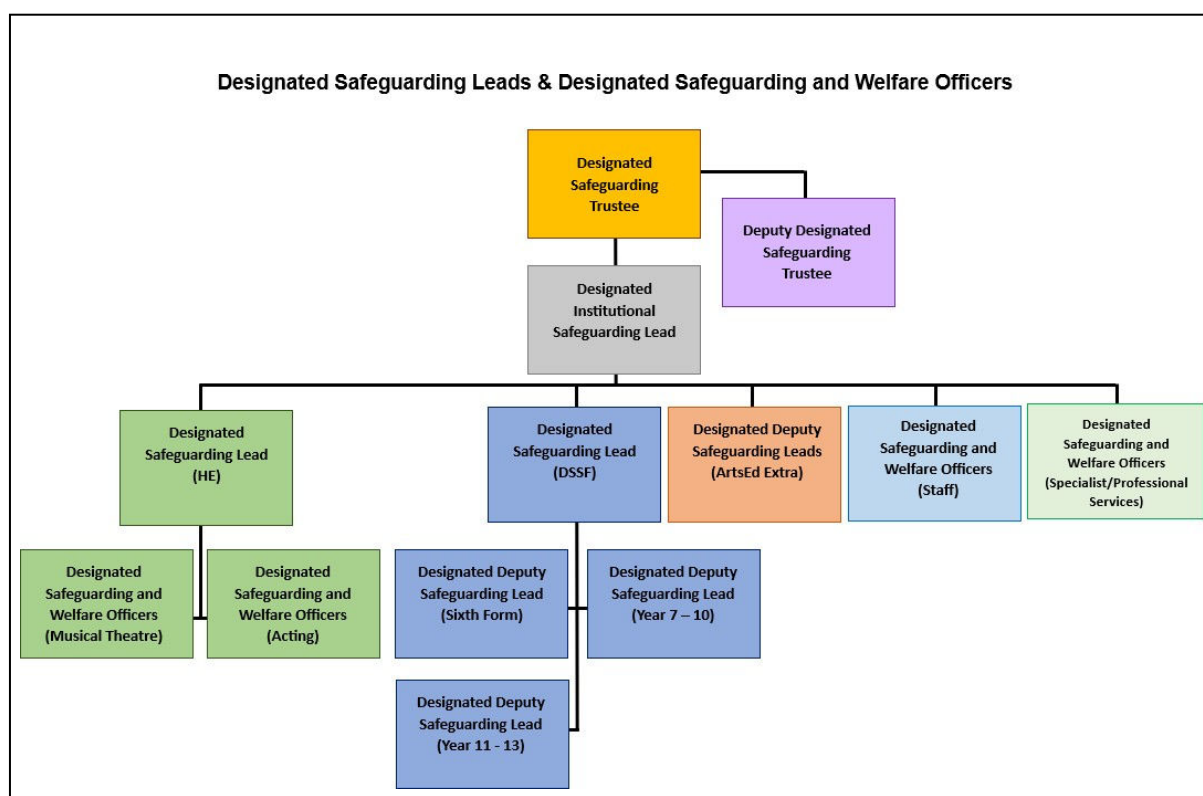 Designated Safeguarding Leads & Designated Safeguarding and Welfare Officers
Designated
Safeguarding
Trustee
Deputy Designated
Safeguarding
Trustee
Designated
Institutional
Safeguarding Lead
Designated
Safeguarding Lead
(HE)
Designated
Safeguarding Lead
(DSSF)
Designated Deputy
Safeguarding Leads
(ArtsEd Extra)
Designated
Safeguarding and
Welfare Officers
(Staff)
Designated
Safeguarding and
Welfare Officers
(Specialist/Professional
Services)
Designated
Safeguarding and
Welfare Officers
(Musical Theatre)
Designated
Safeguarding and
Welfare Officers
(Acting)
Designated Deputy
Safeguarding Lead
(Sixth Form)
Designated Deputy
Safeguarding Lead
(Year 7 – 10)
Designated Deputy
Safeguarding Lead
(Year 11 - 13)